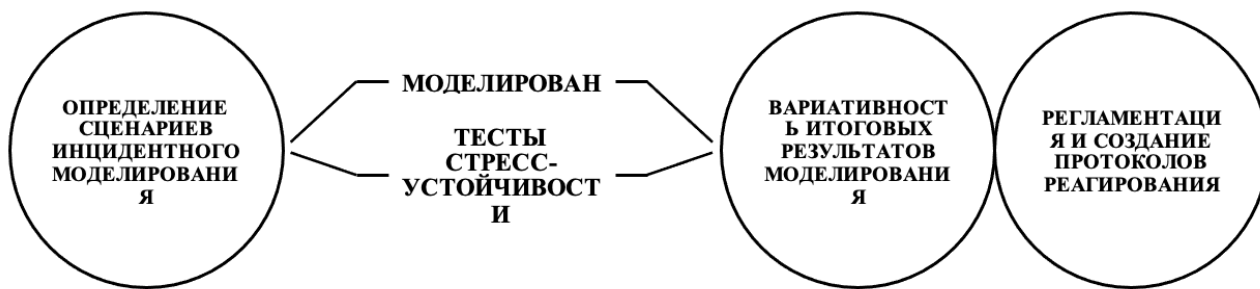 ОПРЕДЕЛЕНИЕ
СЦЕНАРИЕВ
ИНЦИДЕНТНОГО
МОДЕЛИРОВАНИ
Я
МОДЕЛИРОВАН
ТЕСТЫ
СТРЕСС-
УСТОЙЧИВОСТ
И
ВАРИАТИВНОСТ
Ь ИТОГОВЫХ
РЕЗУЛЬТАТОВ
МОДЕЛИРОВАНИ
Я
РЕГЛАМЕНТАЦИ
Я И СОЗДАНИЕ
ПРОТОКОЛОВ
РЕАГИРОВАНИЯ